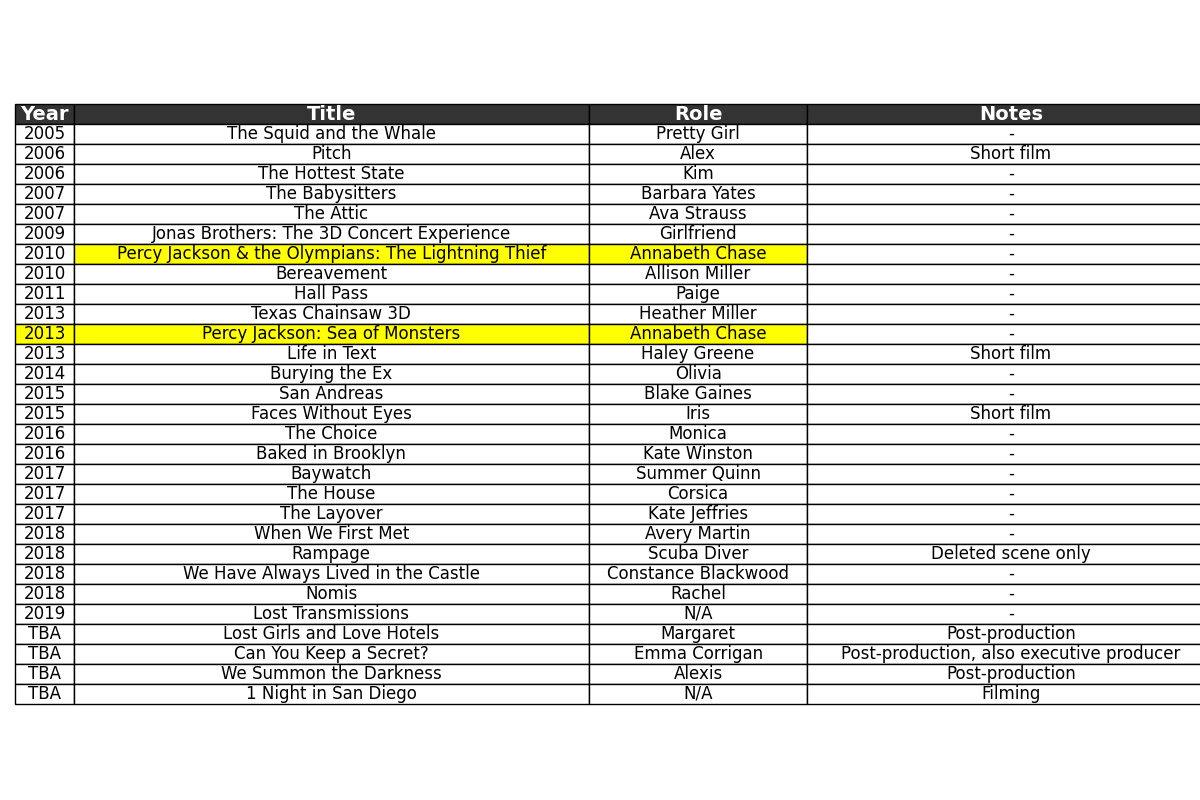 Year Title Role Notes
2005 The Squid and the Whale Pretty Girl -
2006 Pitch Alex Short film
2006 The Hottest State Kim -
2007 The Babysitters Barbara Yates -
2007 The Attic Ava Strauss -
2009 Jonas Brothers: The 3D Concert Experience Girlfriend -
2010 Percy Jackson & the Olympians: The Lightning Thief Annabeth Chase -
2010 Bereavement Allison Miller -
2011 Hall Pass Paige -
2013 Texas Chainsaw 3D Heather Miller -
2013 Percy Jackson: Sea of Monsters Annabeth Chase -
2013 Life in Text Haley Greene Short film
2014 Burying the Ex Olivia -
2015 San Andreas Blake Gaines -
2015 Faces Without Eyes Iris Short film
2016 The Choice Monica -
2016 Baked in Brooklyn Kate Winston -
2017 Baywatch Summer Quinn -
2017 The House Corsica -
2017 The Layover Kate Jeffries -
2018 When We First Met Avery Martin -
2018 Rampage Scuba Diver Deleted scene only
2018 We Have Always Lived in the Castle Constance Blackwood -
2018 Nomis Rachel -
2019 Lost Transmissions N/A -
TBA Lost Girls and Love Hotels Margaret Post-production
TBA Can You Keep a Secret? Emma Corrigan Post-production, also executive producer
TBA We Summon the Darkness Alexis Post-production
TBA 1 Night in San Diego N/A Filming